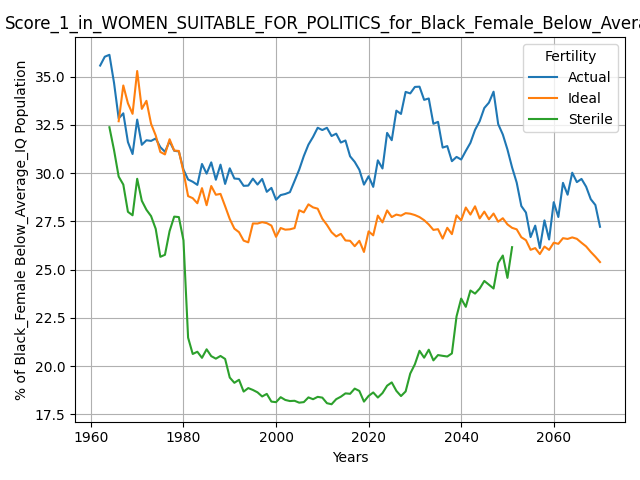 Score_1_in_WOMEN_SUITABLE_FOR_POLITICS_for_Black_Female_Below_Avera
Fertility
Actual
Ideal
Sterile
% of Black_Female Below_Average_IQ Population
35.0
32.5
30.0
27.5
25.0
22.5
20.0
17.5
1960 1980 2000 2020 2040 2060
Years